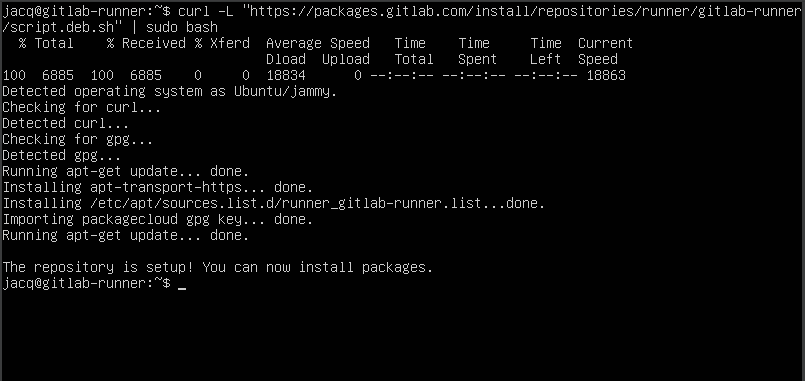 jacq@gitlab-runner:~$ curl -L "https://packages.gitlab.com/install/repositories/runner/gitlab-runner
/script.deb.sh" | sudo bash
  % Total    % Received % Xferd  Average Speed   Time    Time     Time  Current
                                 Dload  Upload   Total   Spent    Left  Speed
100  6885  100  6885    0     0  18834      0 --:--:-- --:--:-- --:--:-- 18863
Detected operating system as Ubuntu/jammy.
Checking for curl...
Detected curl...
Checking for gpg...
Detected gpg...
Running apt-get update... done.
Installing apt-transport-https... done.
Installing /etc/apt/sources.list.d/runner_gitlab-runner.list...done.
Importing packagecloud gpg key... done.
Running apt-get update... done.

The repository is setup! You can now install packages.
jacq@gitlab-runner:~$ _